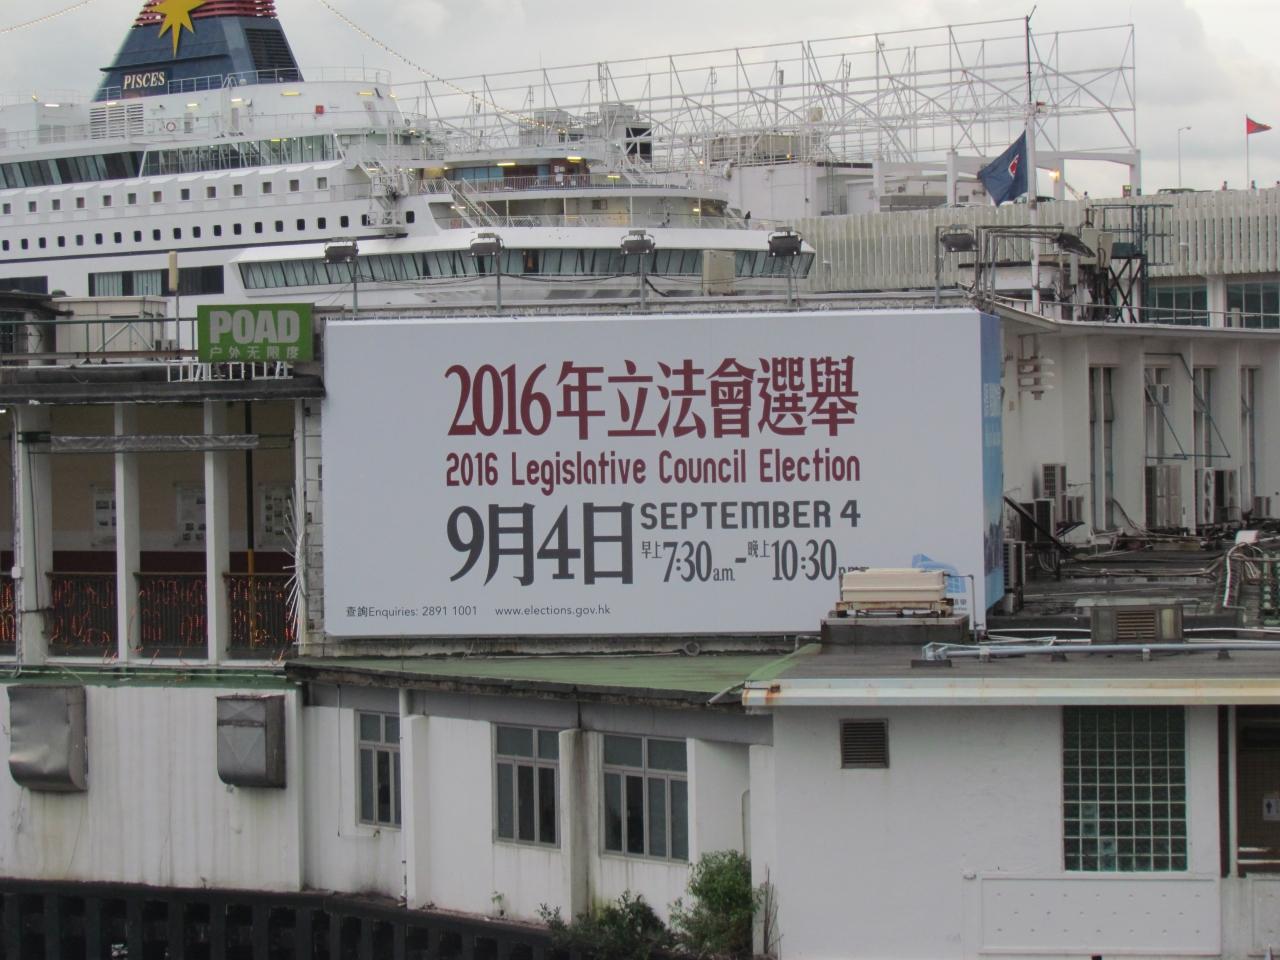 PISCES
POAD
户外无限度
2016年立法會選舉
2016 Legislative Council Election
9月4日 SEPTEMBER 4
早上7:30a.m.-晚上10:30
查詢Enquiries: 2891 1001 www.elections.gov.hk